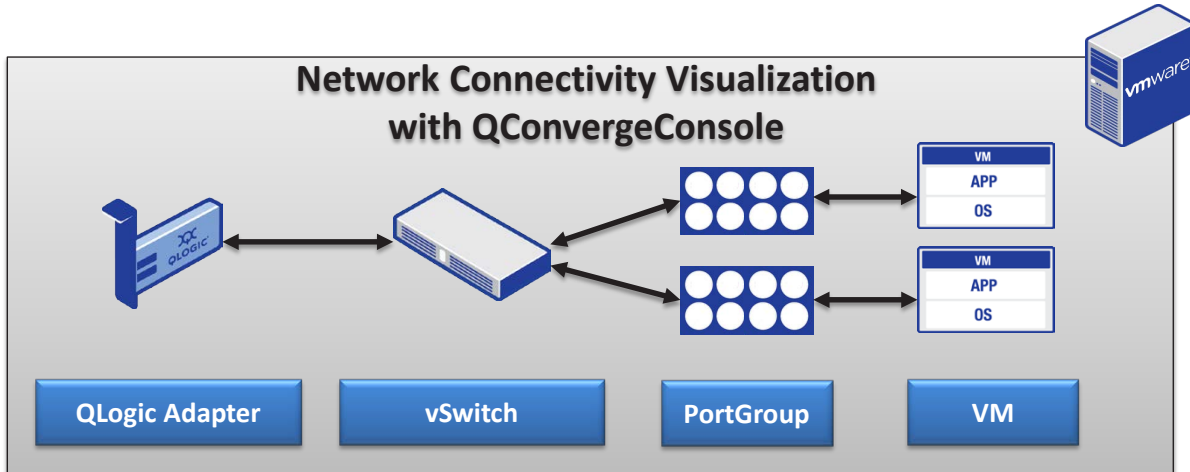 Network Connectivity Visualization
with QConvergeConsole
vmware
QLOGIC
VM
APP
OS
VM
APP
OS
QLogic Adapter
vSwitch
PortGroup
VM